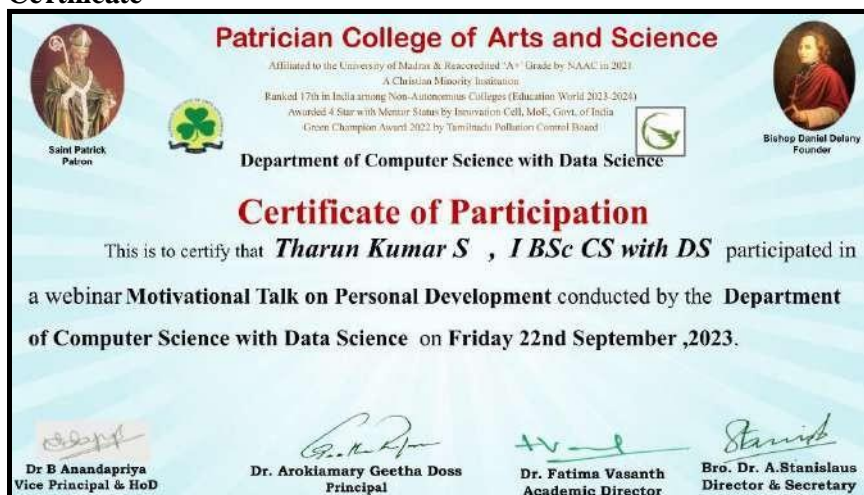 Certificate
Patrician College of Arts and Science
Affiliated to the University of Madras & Reaccredited 'A+' Grade by NAAC in 2021
A Christian Minority Institution
Ranked 17th in India among Non-Autonomous Colleges (Education World 2023-2024)
Awarded 4 Star with Mentor Status by Innovation Cell, MoE, Govt. of India
Green Champion Award 2022 by Tamilnadu Pollution Control Board
Saint Patrick
Patron
Bishop Daniel Delany
Founder
Department of Computer Science with Data Science
Certificate of Participation
This is to certify that Tharun Kumar S , I BSc CS with DS participated in
a webinar Motivational Talk on Personal Development conducted by the Department
of Computer Science with Data Science on Friday 22nd September ,2023.
Dr B Anandapriya
Vice Principal & HoD
Dr. Arokiamary Geetha Doss
Principal
Dr. Fatima Vasanth
Academic Director
Bro. Dr. A.Stanislaus
Director & Secretary